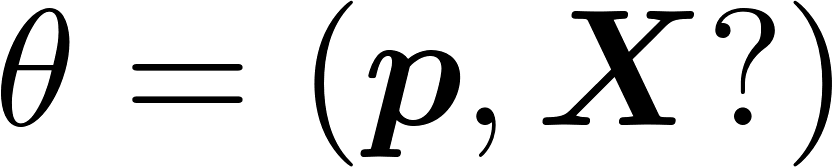 θ = (p, X?)